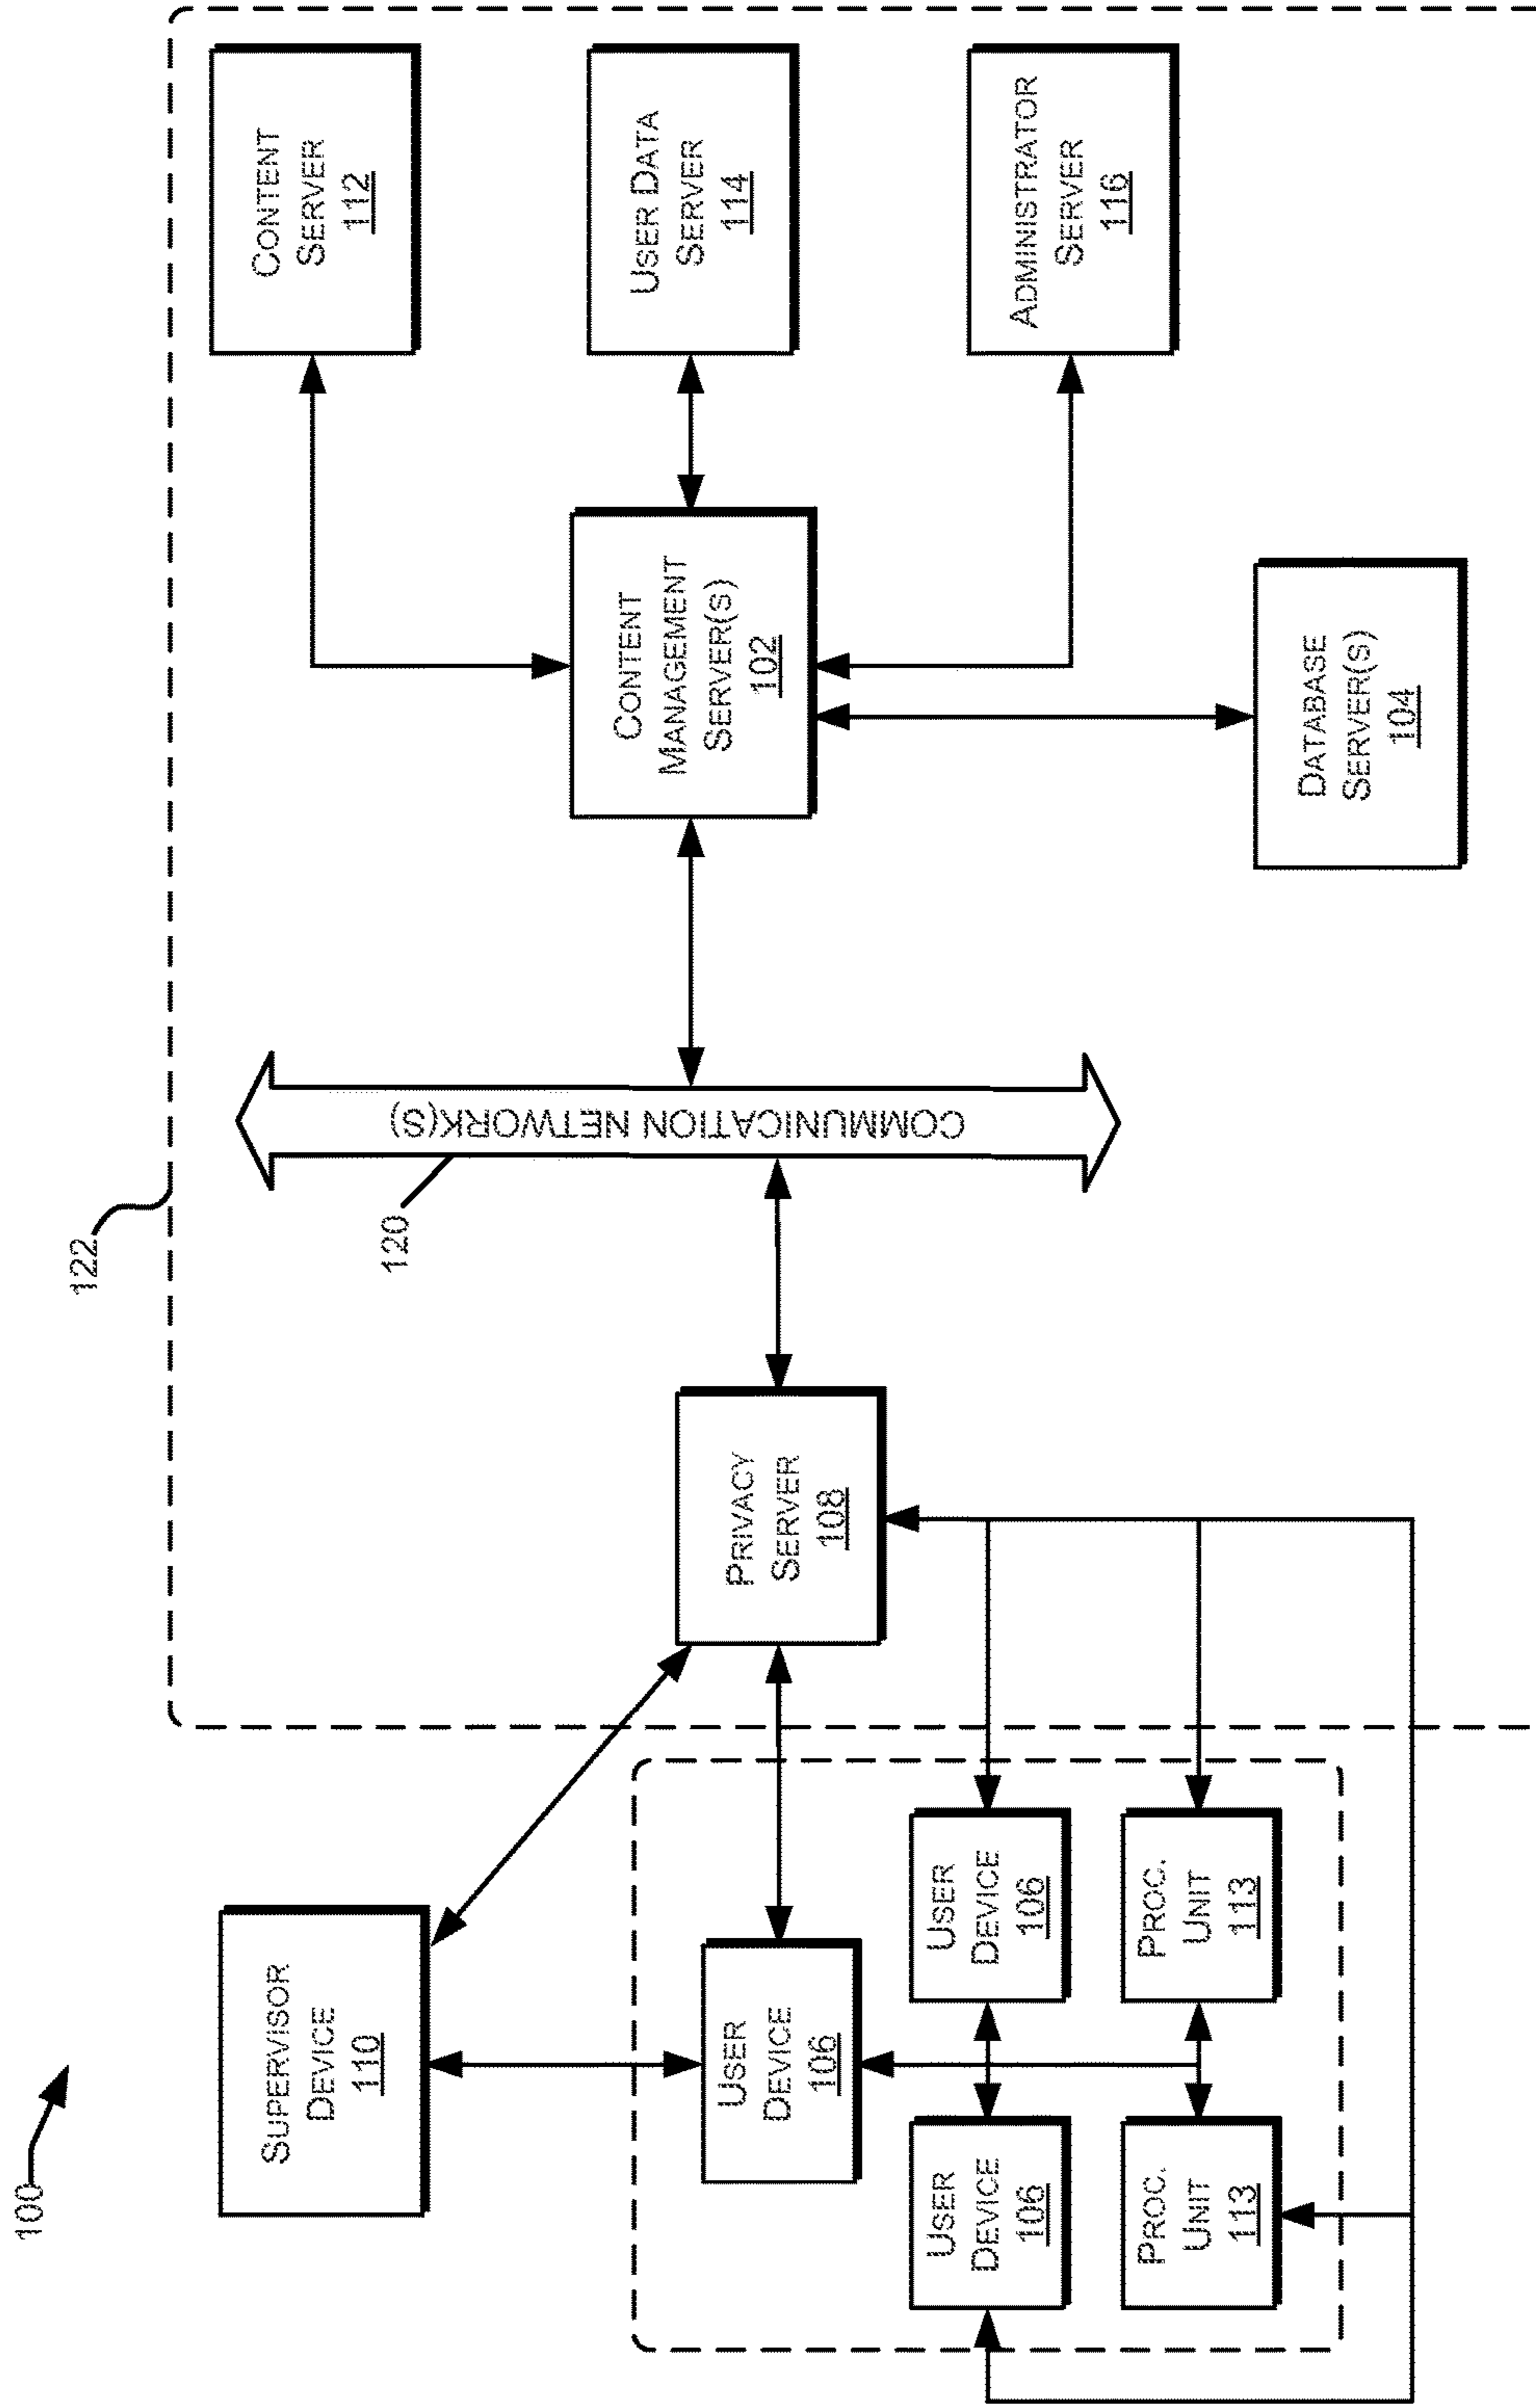 100
122
SUPERVISOR
DEVICE
110
120
CONTENT
SERVER
112
COMMUNICATION NETWORK(S)
USER
DEVICE
106
PRIVACY
SERVER
108
CONTENT
MANAGEMENT
SERVER(S)
102
USER DATA
SERVER
114
USER
DEVICE
106
USER
DEVICE
106
ADMINISTRATOR
SERVER
116
PROC.
UNIT
113
PROC.
UNIT
113
DATABASE
SERVER(S)
104